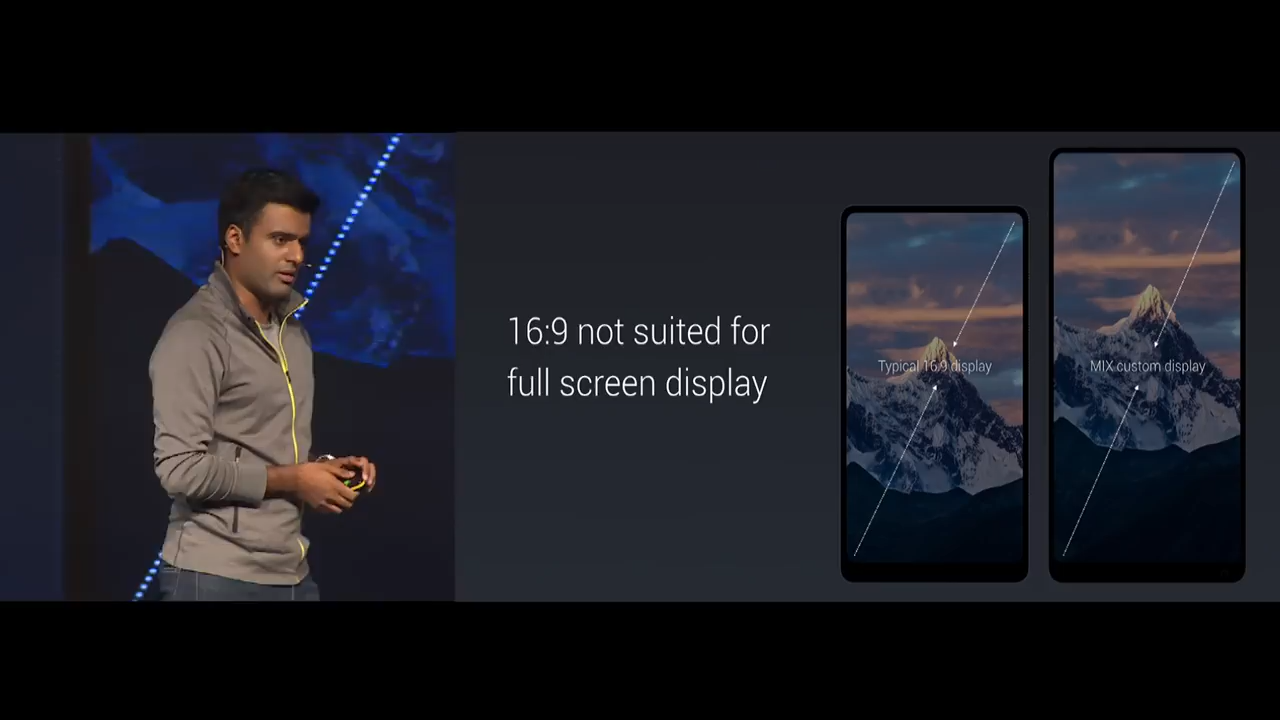 16:9 not suited for
full screen display
Typical 16:9 display
MIX custom display